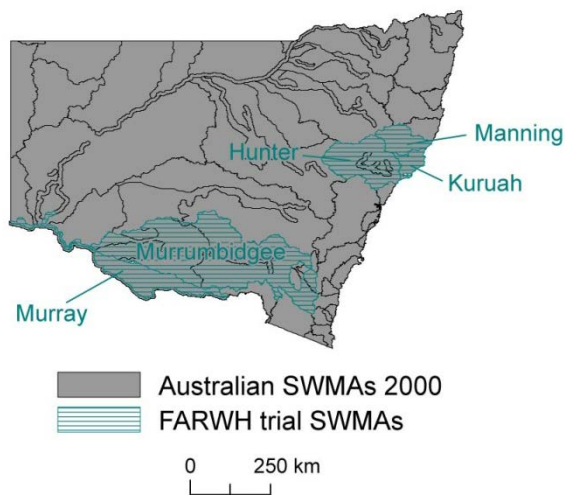 Manning
Hunter
Kuruah
Murrumbidgee
Murray
Australian SWMAs 2000
FARWH trial SWMAs
0 250 km